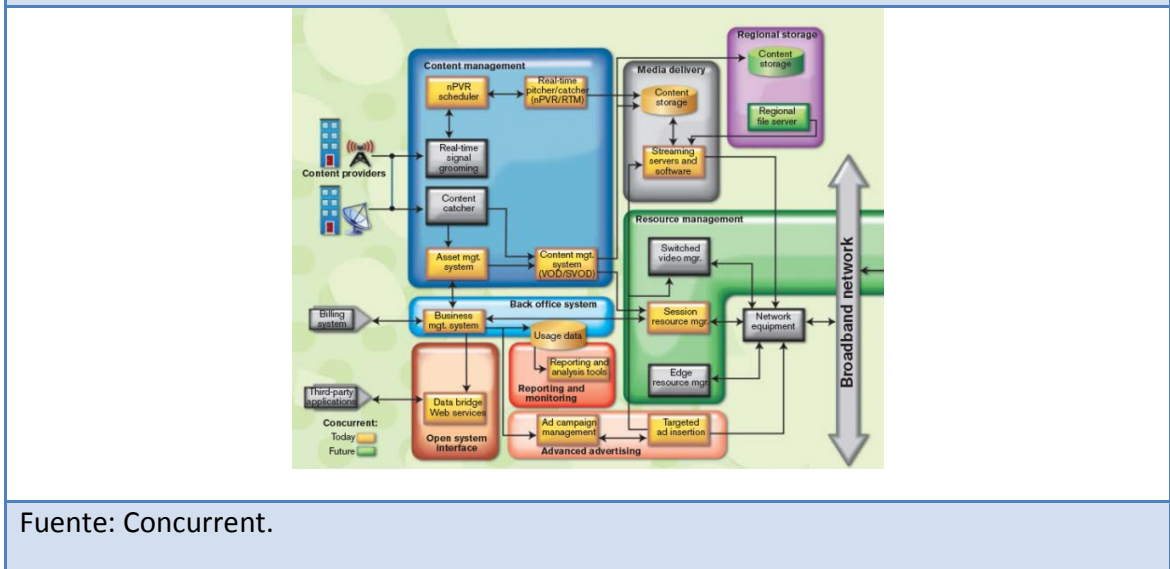 Regional storage
Content
storage
Regional
file server
Content management
nPVR
scheduler
Real-time
pitcher/catcher
(nPVR/RTM)
Real-time
signal
grooming
Content
catcher
Asset mgt.
system
Content mgt.
system
(VOD/SVOD)
Media delivery
Content
storage
Streaming
servers and
software
Content providers
Resource management
Switched
video mgr.
Session
resource mgr.
Edge
resource mgr
Network
equipment
Broadband network
Back office system
Billing
system
Business
mgt. system
Usage data
Reporting and
analysis tools
Reporting and
monitoring
Third-party
applications
Data bridge
Web services
Open system
interface
Concurrent:
Today
Future
Ad campaign
management
Targeted
ad insertion
Advanced advertising
Fuente: Concurrent.